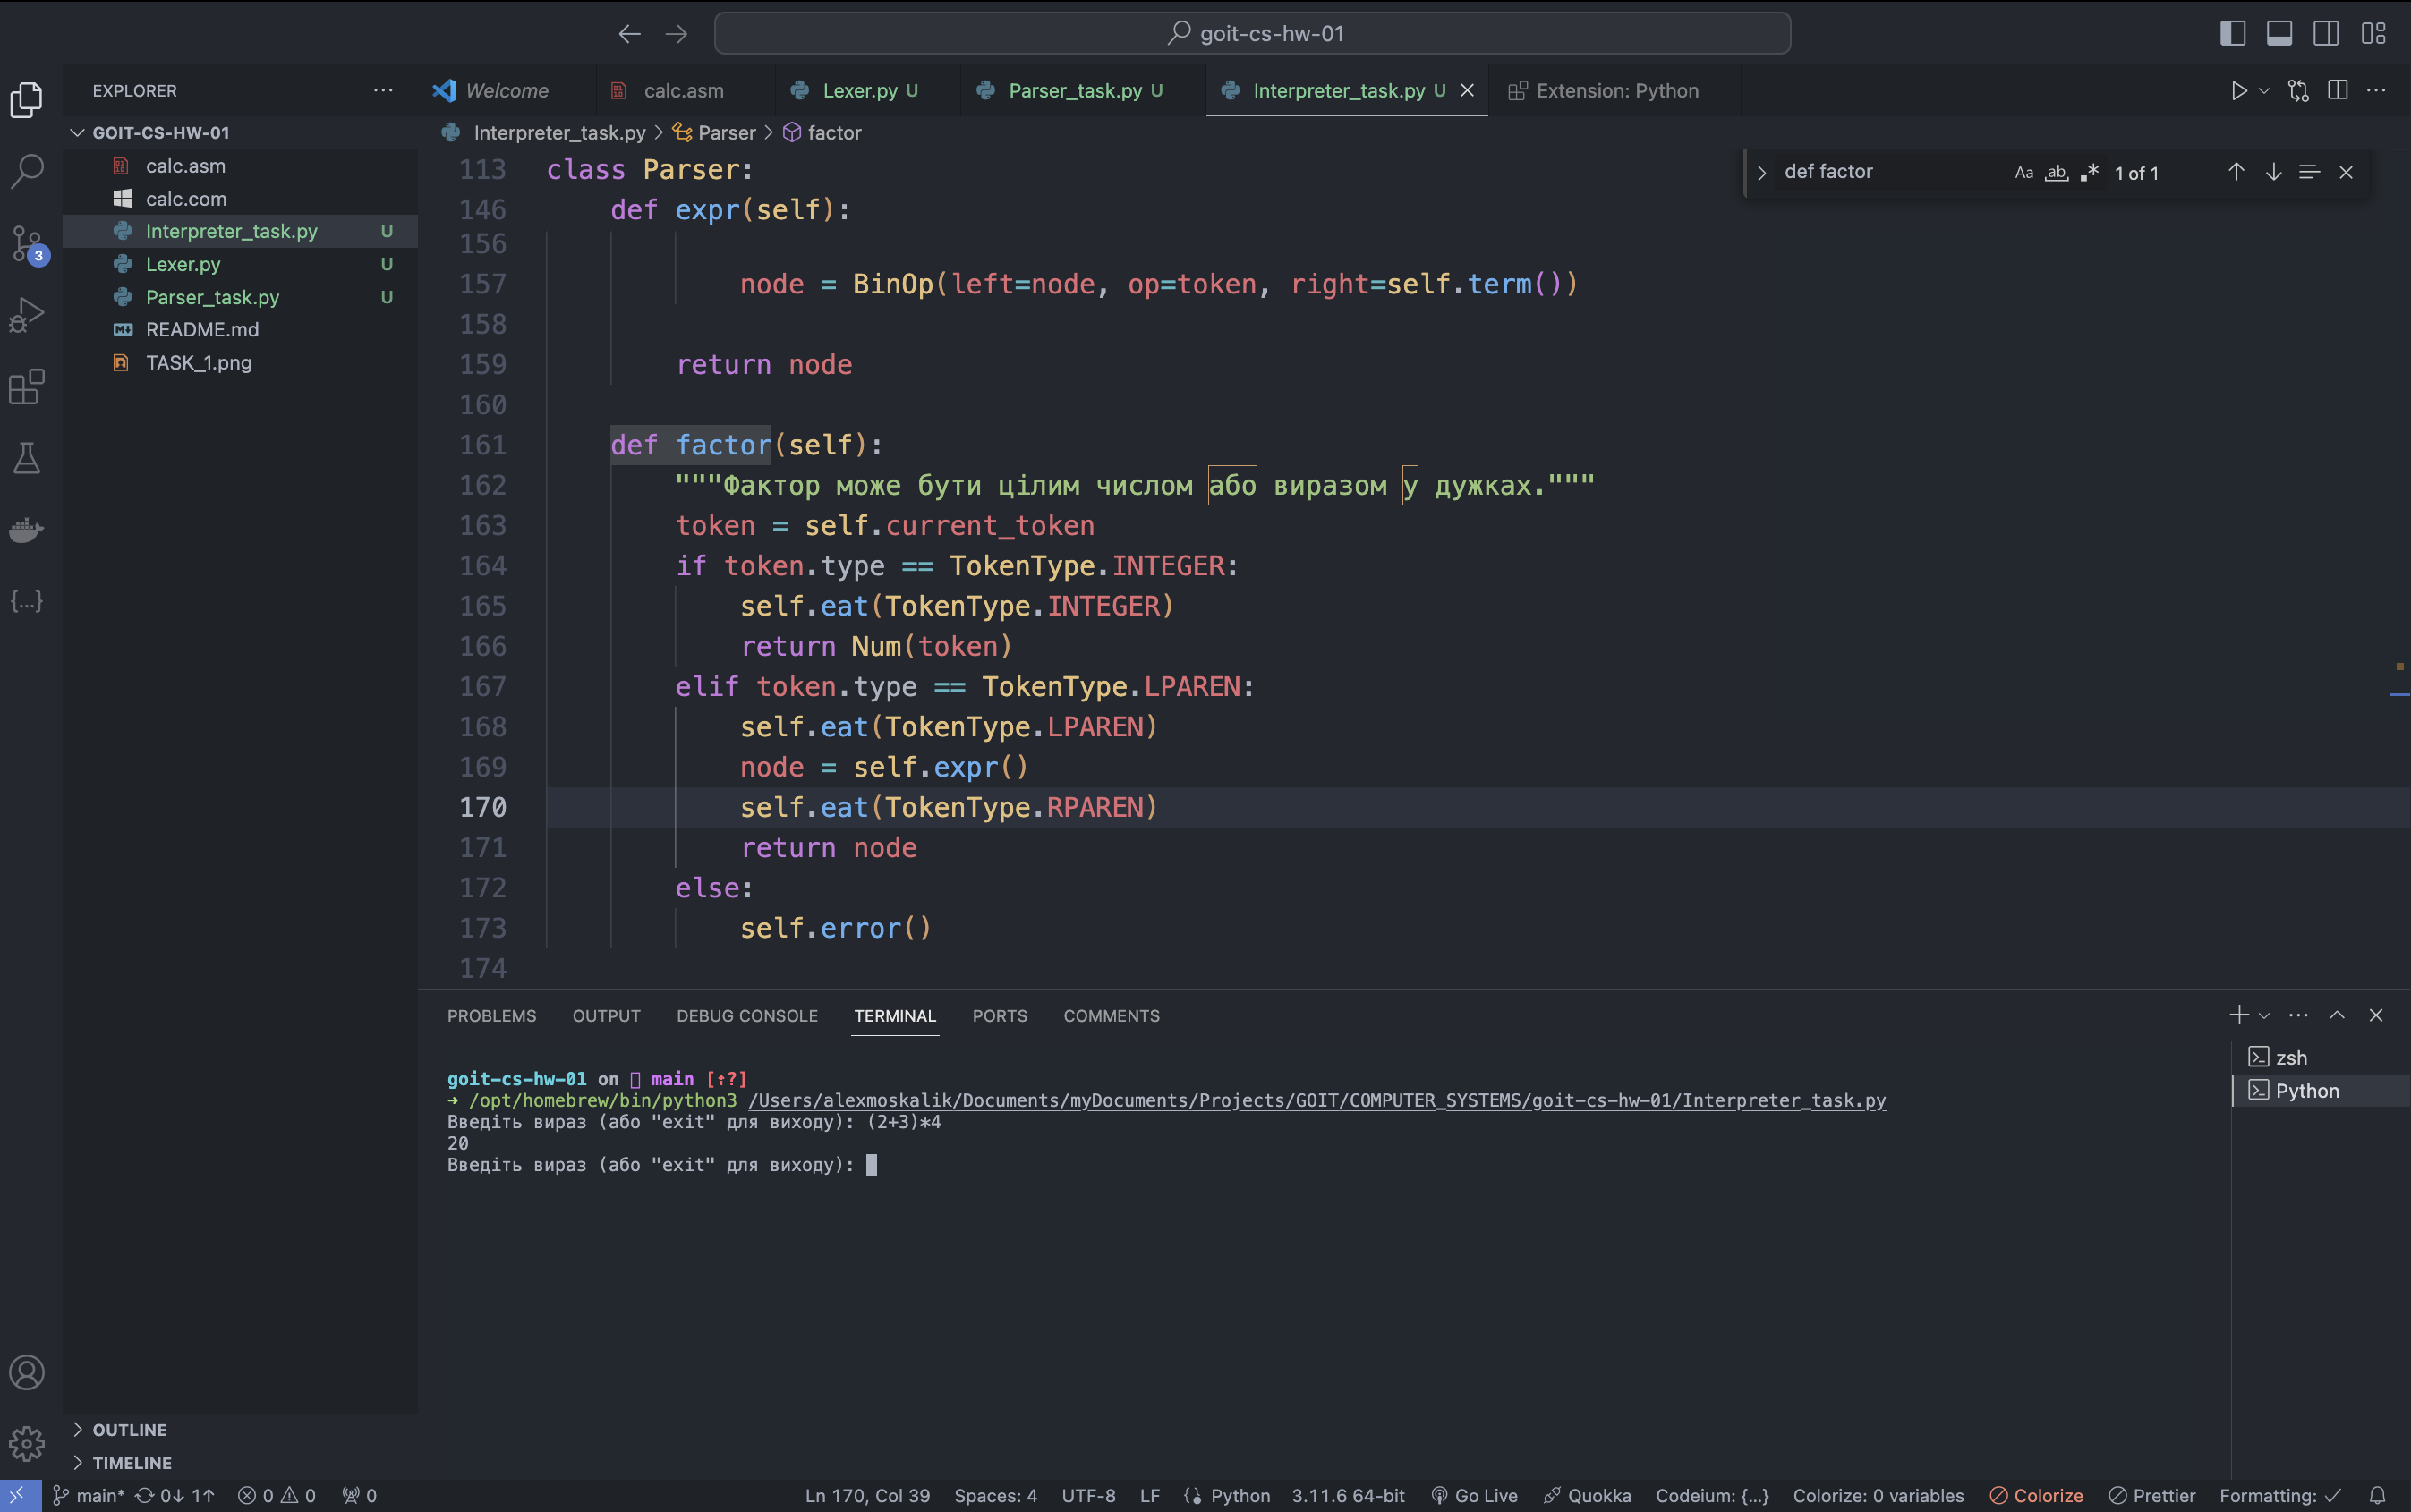 goit-cs-hw-01
EXPLORER
Welcome
calc.asm
Lexer.py U
Parser_task.py U
Interpreter_task.py U
Extension: Python
GOIT-CS-HW-01
calc.asm
calc.com
Interpreter_task.py U
Lexer.py U
Parser_task.py U
README.md
TASK_1.png
3
OUTLINE
TIMELINE
Interpreter_task.py > Parser > factor
def factor
Aa ab 1 of 1
113 class Parser:
146 def expr(self):
156
157 node = BinOp(left=node, op=token, right=self.term())
158
159 return node
160
161 def factor(self):
162 """Фактор може бути цілим числом або виразом у дужках."""
163 token = self.current_token
164 if token.type == TokenType.INTEGER:
165 self.eat(TokenType.INTEGER)
166 return Num(token)
167 elif token.type == TokenType.LPAREN:
168 self.eat(TokenType.LPAREN)
169 node = self.expr()
170 self.eat(TokenType.RPAREN)
171 return node
172 else:
173 self.error()
174
PROBLEMS OUTPUT DEBUG CONSOLE TERMINAL PORTS COMMENTS
goit-cs-hw-01 on main [⇡?]
➜ /opt/homebrew/bin/python3 /Users/alexmoskalik/Documents/myDocuments/Projects/GOIT/COMPUTER_SYSTEMS/goit-cs-hw-01/Interpreter_task.py
Введіть вираз (або "exit" для виходу): (2+3)*4
20
Введіть вираз (або "exit" для виходу):
zsh
Python
main* 0↓ 1↑ 0 0 0 Ln 170, Col 39 Spaces: 4 UTF-8 LF Python 3.11.6 64-bit Go Live Quokka Codeium: {...} Colorize: 0 variables Colorize Prettier Formatting: ✓